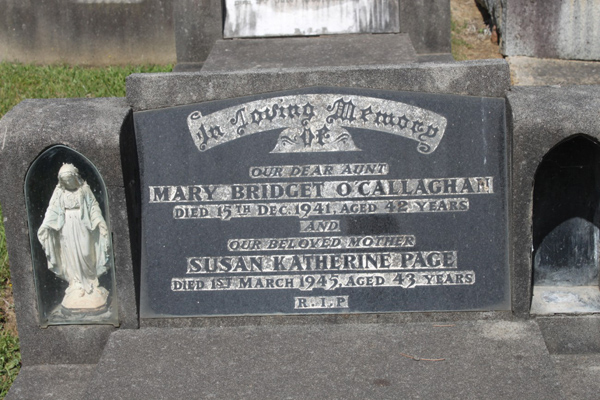 In Loving Memory
of
OUR DEAR AUNT
MARY BRIDGET O'CALLAGHAN
DIED 15TH DEC. 1941, AGED 42 YEARS
AND
OUR BELOVED MOTHER
SUSAN KATHERINE PAGE
DIED 1ST MARCH 1945, AGED 43 YEARS
R.I.P